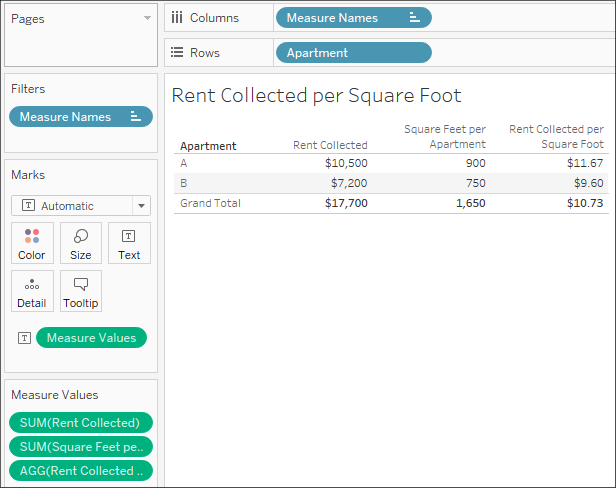 Pages
Columns
Measure Names
Rows
Apartment
Filters
Measure Names
Marks
Automatic
Color
Size
Text
Detail
Tooltip
Measure Values
Measure Values
SUM(Rent Collected)
SUM(Square Feet pe..
AGG(Rent Collected ..
Rent Collected per Square Foot
Apartment Rent Collected Square Feet per Apartment Rent Collected per Square Foot
A $10,500 900 $11.67
B $7,200 750 $9.60
Grand Total $17,700 1,650 $10.73